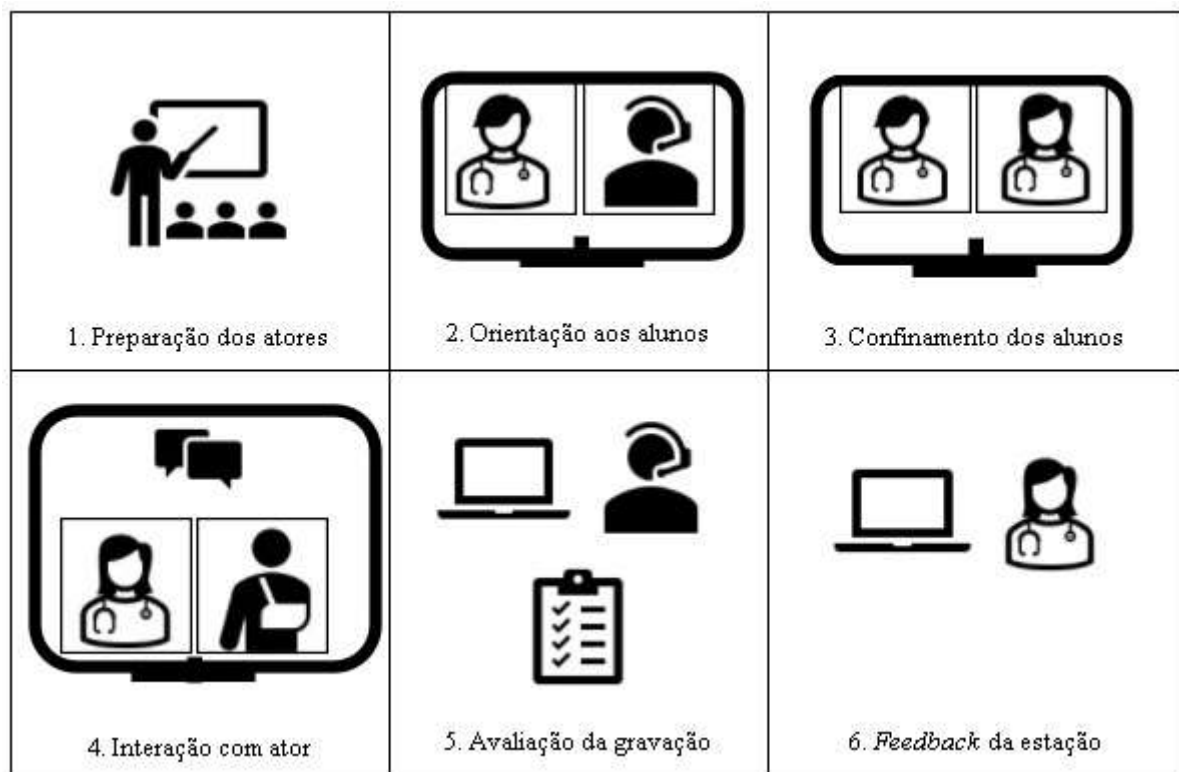 1. Preparação dos atores
2. Orientação aos alunos
3. Confinamento dos alunos
4. Interação com ator
5. Avaliação da gravação
6. Feedback da estação